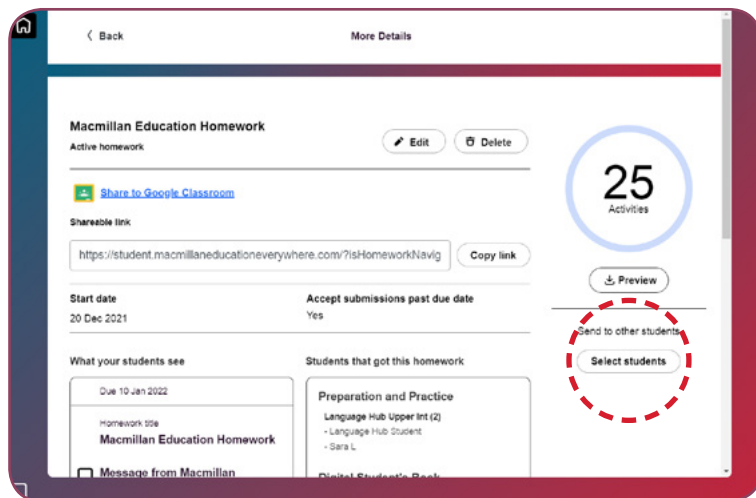 Back
More Details
Macmillan Education Homework
Active homework
Edit
Delete
Share to Google Classroom
Shareable link
https://student.macmillaneducationeverywhere.com/?isHomeworkNavig
Copy link
Start date
20 Dec 2021
Accept submissions past due date
Yes
What your students see
Due 10 Jan 2022
Homework title
Macmillan Education Homework
Message from Macmillan
Students that got this homework
Preparation and Practice
Language Hub Upper Int (2)
- Language Hub Student
- Sara L
Digital Student's Book
25
Activities
Preview
Send to other students
Select students